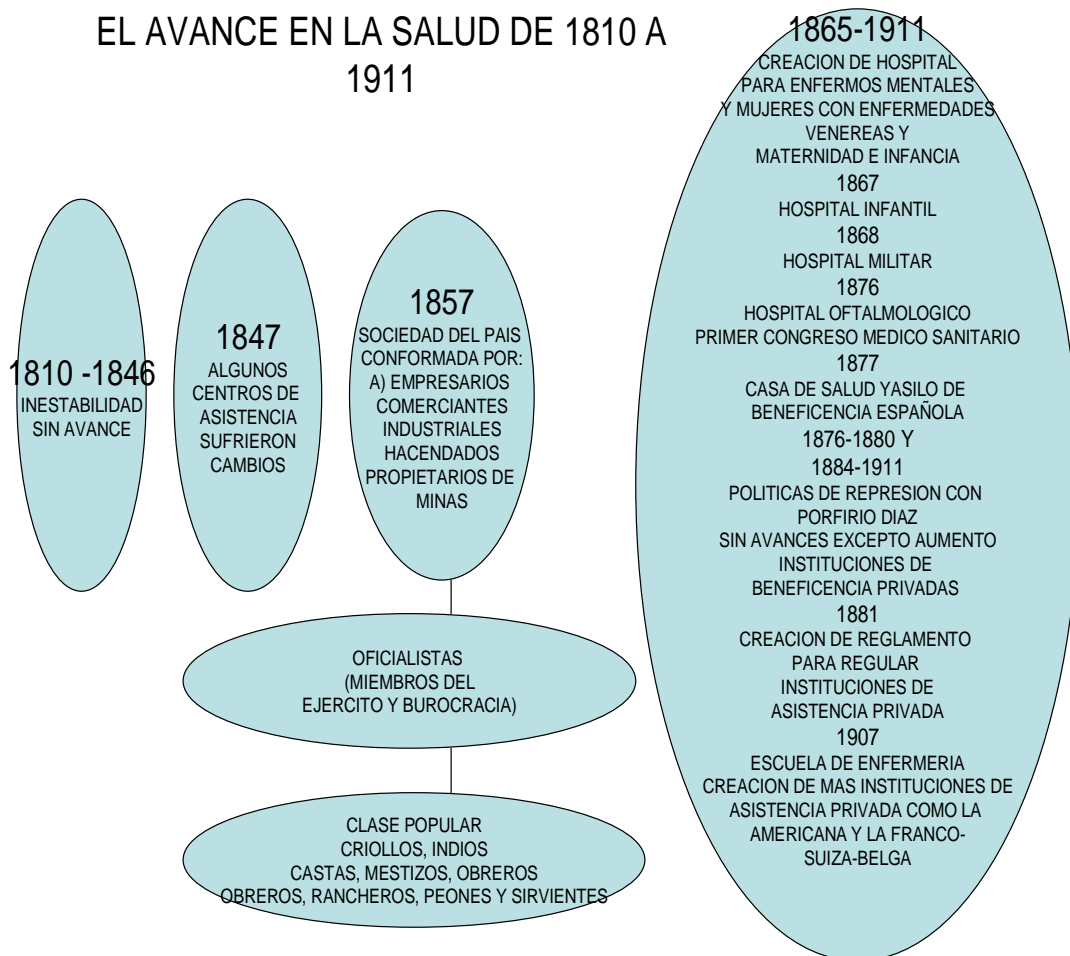 EL AVANCE EN LA SALUD DE 1810 A
1911
1810 -1846
INESTABILIDAD
SIN AVANCE
1847
ALGUNOS
CENTROS DE
ASISTENCIA
SUFRIERON
CAMBIOS
1857
SOCIEDAD DEL PAIS
CONFORMADA POR:
A) EMPRESARIOS
COMERCIANTES
INDUSTRIALES
HACENDADOS
PROPIETARIOS DE
MINAS
OFICIALISTAS
(MIEMBROS DEL
EJERCITO Y BUROCRACIA)
CLASE POPULAR
CRIOLLOS, INDIOS
CASTAS, MESTIZOS, OBREROS
OBREROS, RANCHEROS, PEONES Y SIRVIENTES
1865-1911
CREACION DE HOSPITAL
PARA ENFERMOS MENTALES
Y MUJERES CON ENFERMEDADES
VENEREAS Y
MATERNIDAD E INFANCIA
1867
HOSPITAL INFANTIL
1868
HOSPITAL MILITAR
1876
HOSPITAL OFTALMOLOGICO
PRIMER CONGRESO MEDICO SANITARIO
1877
CASA DE SALUD YASILO DE
BENEFICENCIA ESPAÑOLA
1876-1880 Y
1884-1911
POLITICAS DE REPRESION CON
PORFIRIO DIAZ
SIN AVANCES EXCEPTO AUMENTO
INSTITUCIONES DE
BENEFICENCIA PRIVADAS
1881
CREACION DE REGLAMENTO
PARA REGULAR
INSTITUCIONES DE
ASISTENCIA PRIVADA
1907
ESCUELA DE ENFERMERIA
CREACION DE MAS INSTITUCIONES DE
ASISTENCIA PRIVADA COMO LA
AMERICANA Y LA FRANCO-
SUIZA-BELGA